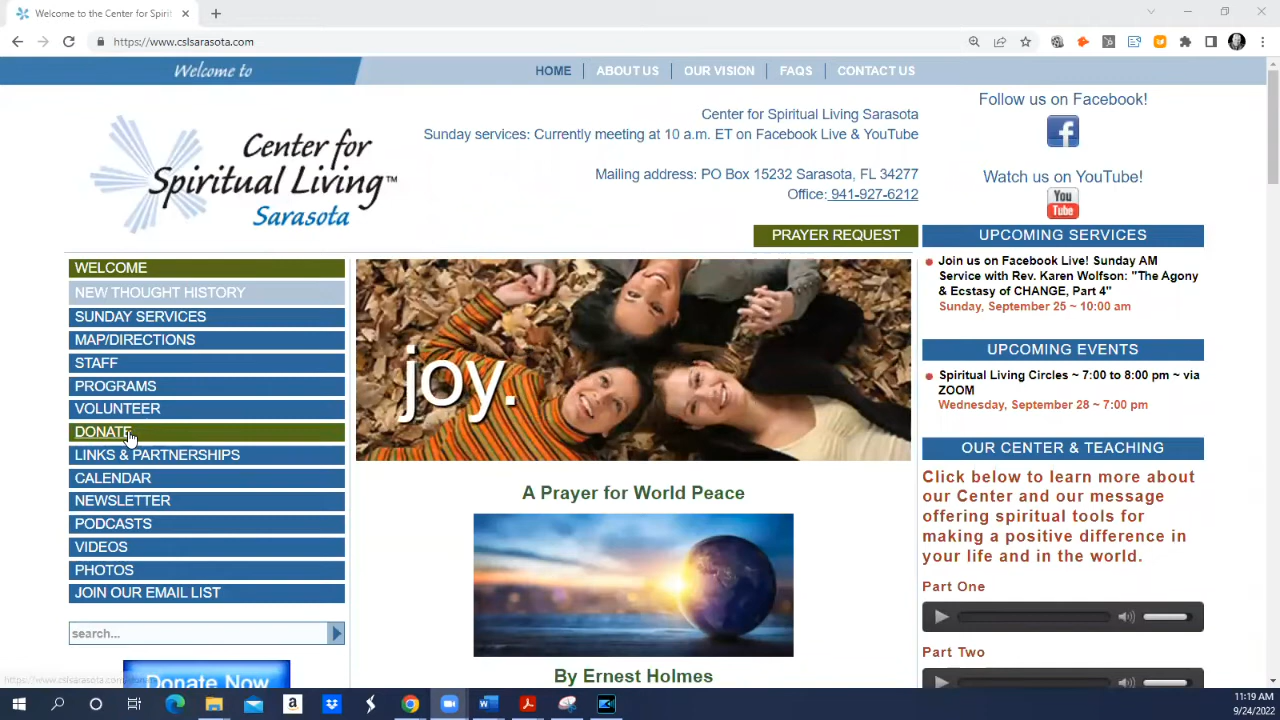 Welcome to the Center for Spirit
https://www.cslsarasota.com
Welcome to
HOME
ABOUT US
OUR VISION
FAQS
CONTACT US
Center for
Spiritual Living™
Sarasota
Center for Spiritual Living Sarasota
Sunday services: Currently meeting at 10 a.m. ET on Facebook Live & YouTube
Mailing address: PO Box 15232 Sarasota, FL 34277
Office: 941-927-6212
Follow us on Facebook!
f
Watch us on YouTube!
You
Tube
PRAYER REQUEST
WELCOME
NEW THOUGHT HISTORY
SUNDAY SERVICES
MAP/DIRECTIONS
STAFF
PROGRAMS
VOLUNTEER
DONATE
LINKS & PARTNERSHIPS
CALENDAR
NEWSLETTER
PODCASTS
VIDEOS
PHOTOS
JOIN OUR EMAIL LIST
search...
Donate Now
joy.
A Prayer for World Peace
By Ernest Holmes
UPCOMING SERVICES
Join us on Facebook Live! Sunday AM
Service with Rev. Karen Wolfson: "The Agony
& Ecstasy of CHANGE, Part 4"
Sunday, September 25 ~ 10:00 am
UPCOMING EVENTS
Spiritual Living Circles ~ 7:00 to 8:00 pm ~ via
ZOOM
Wednesday, September 28 ~ 7:00 pm
OUR CENTER & TEACHING
Click below to learn more about
our Center and our message
offering spiritual tools for
making a positive difference in
your life and in the world.
Part One
Part Two
11:19 AM
9/24/2022